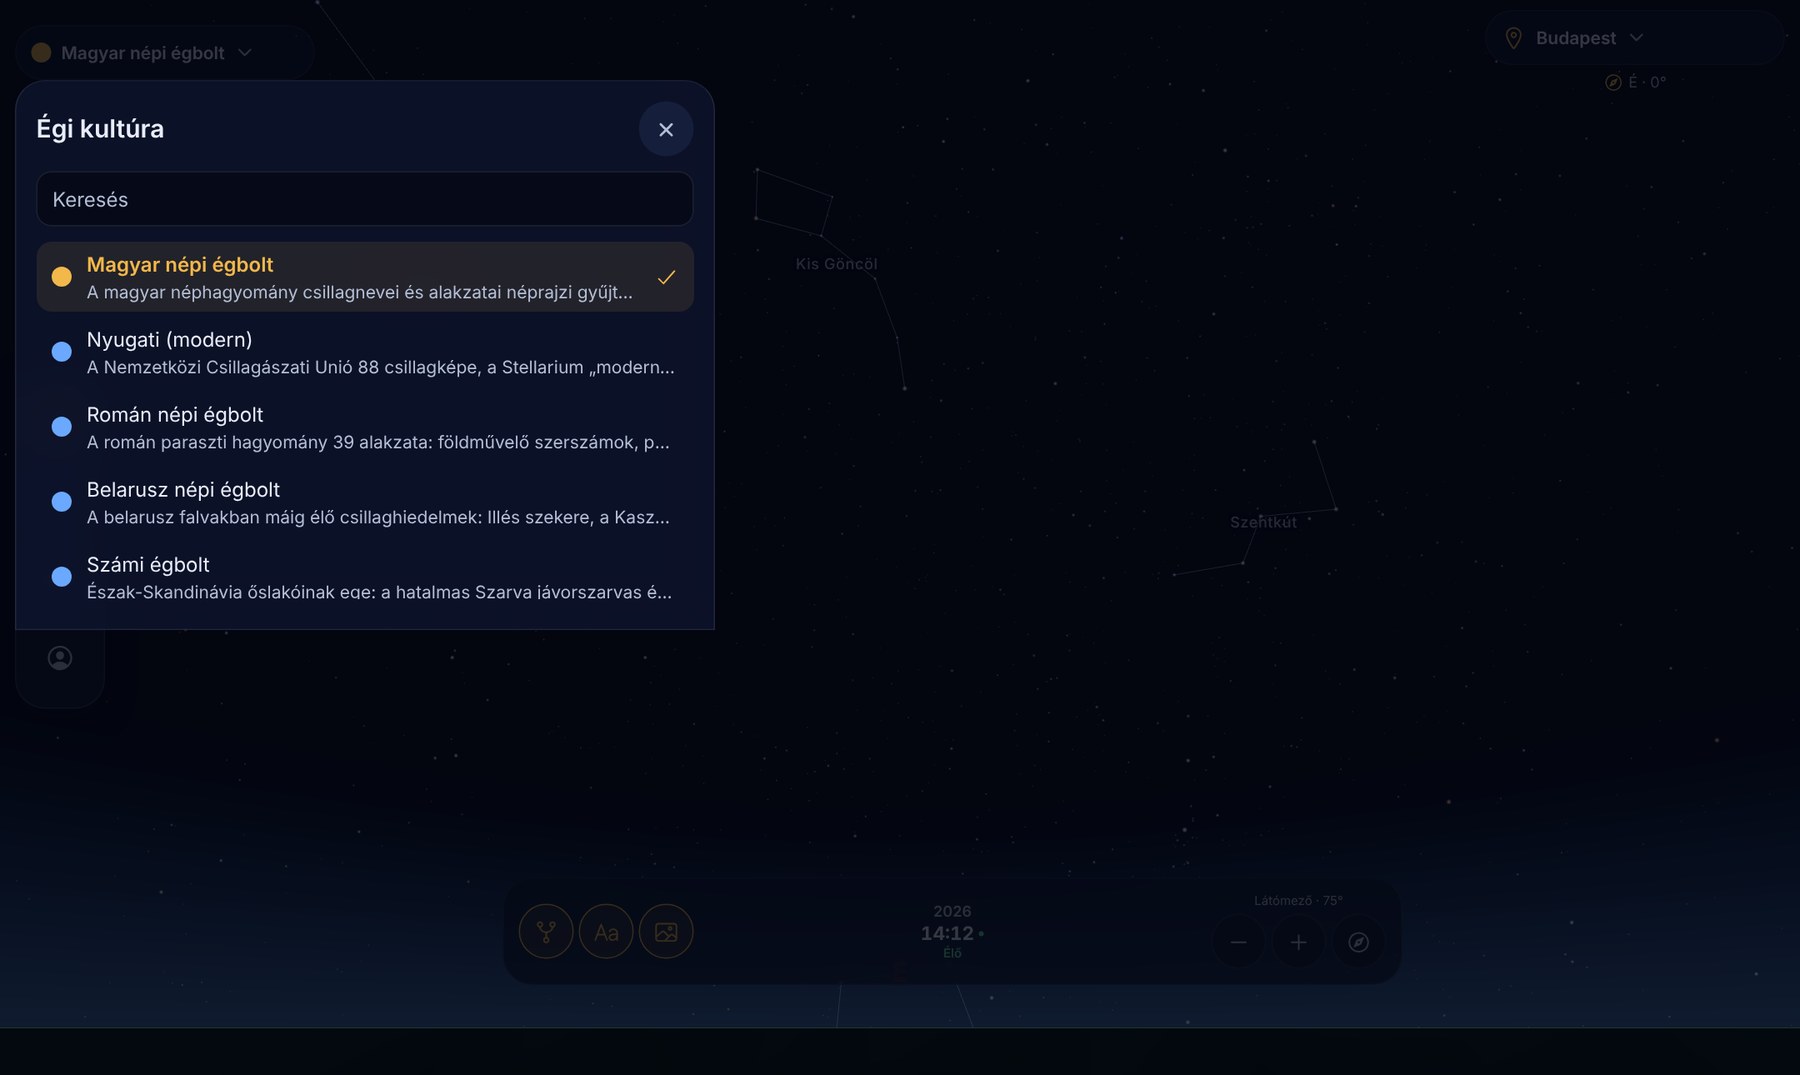 Magyar népi égbolt
Budapest
É · 0°
Égi kultúra
Keresés
Magyar népi égbolt
A magyar néphagyomány csillagnevei és alakzatai néprajzi gyűjt...
Nyugati (modern)
A Nemzetközi Csillagászati Unió 88 csillagképe, a Stellarium „modern...
Román népi égbolt
A román paraszti hagyomány 39 alakzata: földművelő szerszámok, p...
Belarusz népi égbolt
A belarusz falvakban máig élő csillaghiedelmek: Illés szekere, a Kasz...
Számi égbolt
Észak-Skandinávia őslakóinak ege: a hatalmas Szarva jávorszarvas é...
Kis Göncöl
Szentkút
Aa
2026
14:12
Élő
Látómező · 75°